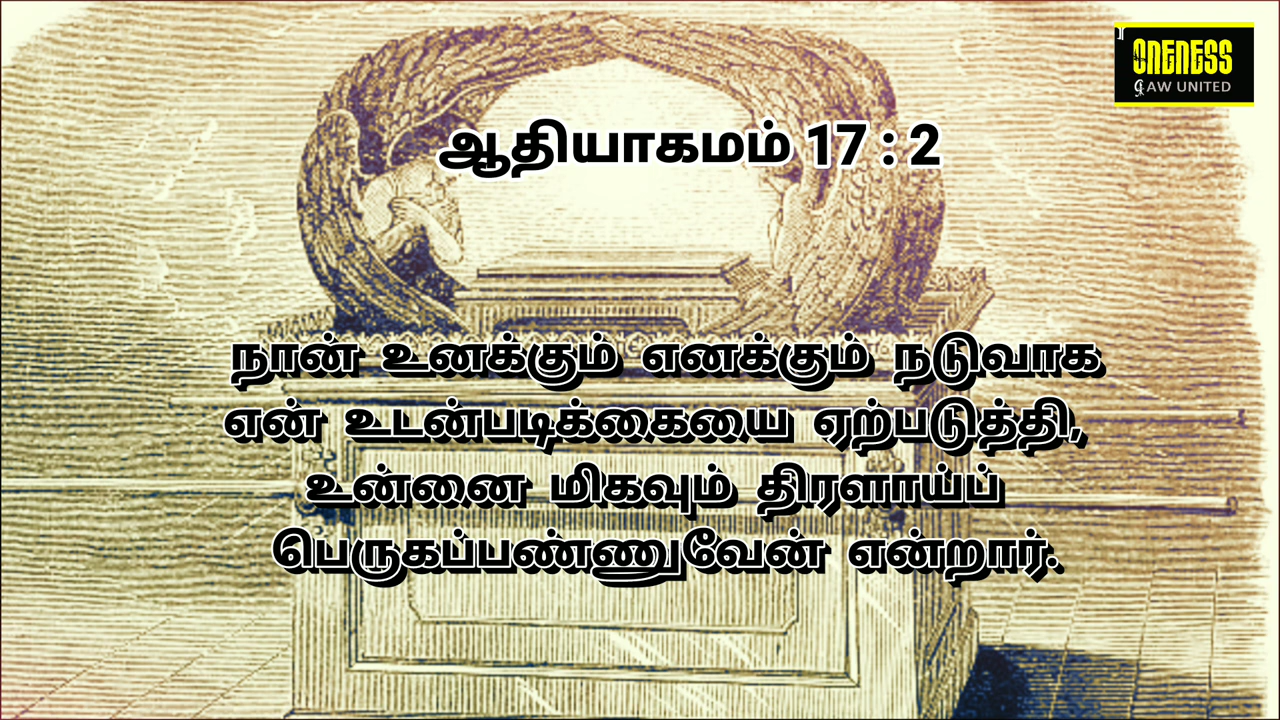 ONENESS
LAW UNITED
ஆதியாகமம் 17 : 2
நான் உனக்கும் எனக்கும் நடுவாக
என் உடன்படிக்கையை ஏற்படுத்தி,
உன்னை மிகவும் திரளாய்ப்
பெருகப்பண்ணுவேன் என்றார்.